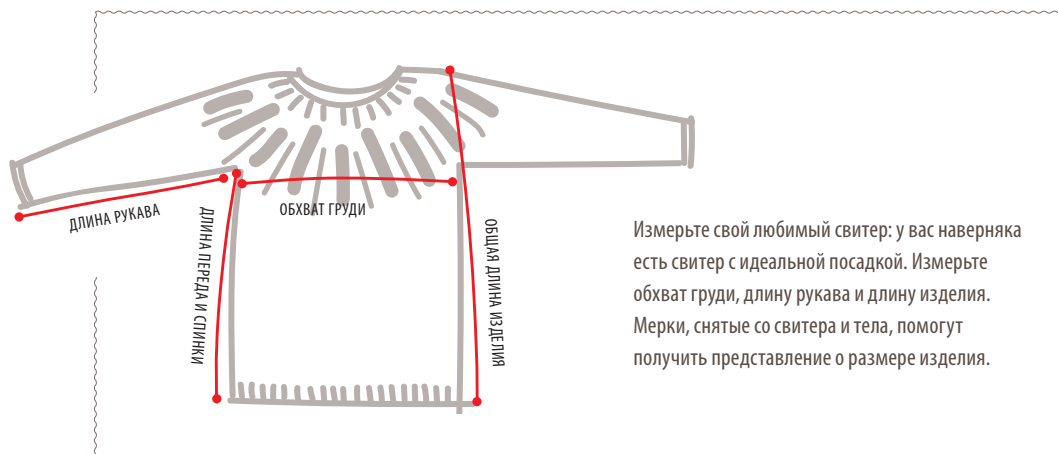 ДЛИНА РУКАВА
ДЛИНА ПЕРЕДА И СПИНКИ
ОБХВАТ ГРУДИ
ОБЩАЯ ДЛИНА ИЗДЕЛИЯ
Измерьте свой любимый свитер: у вас наверняка
есть свитер с идеальной посадкой. Измерьте
обхват груди, длину рукава и длину изделия.
Мерки, снятые со свитера и тела, помогут
получить представление о размере изделия.